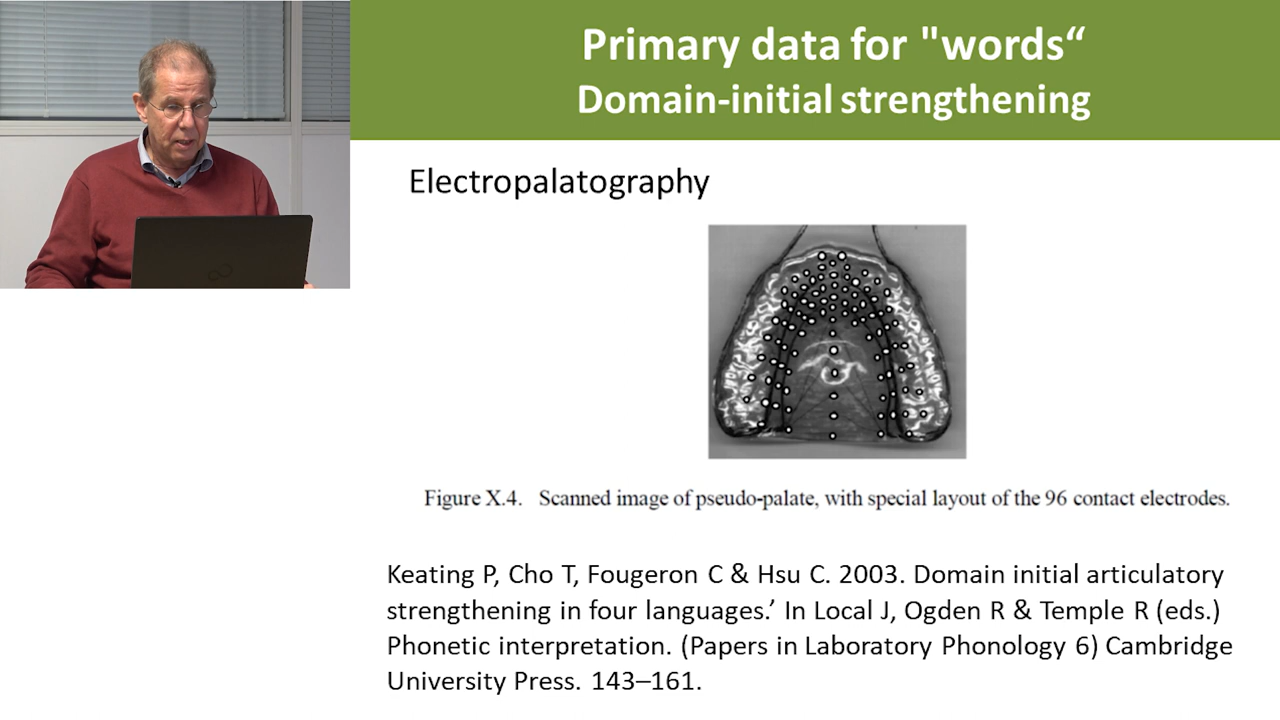 Primary data for "words“
Domain-initial strengthening
Electropalatography
Figure X.4. Scanned image of pseudo-palate, with special layout of the 96 contact electrodes.
Keating P, Cho T, Fougeron C & Hsu C. 2003. Domain initial articulatory
strengthening in four languages.’ In Local J, Ogden R & Temple R (eds.)
Phonetic interpretation. (Papers in Laboratory Phonology 6) Cambridge
University Press. 143–161.